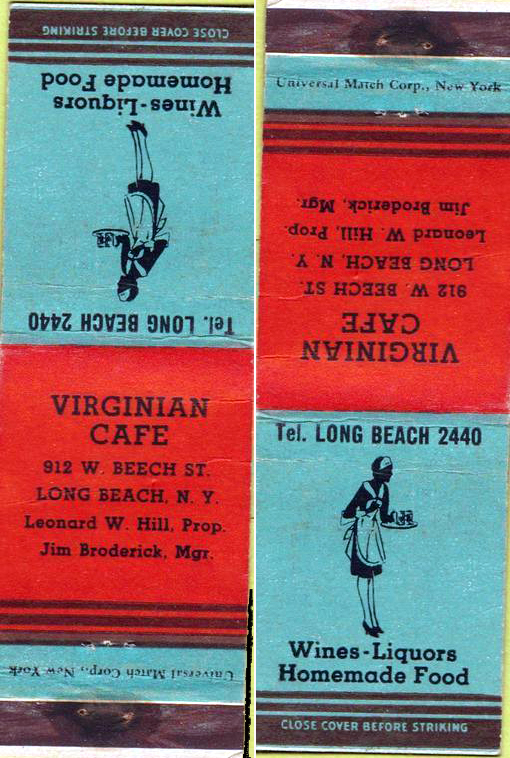 CLOSE COVER BEFORE STRIKING
Wines-Liquors
Homemade Food
Tel. LONG BEACH 2440
VIRGINIAN
CAFE
912 W. BEECH ST.
LONG BEACH, N. Y.
Leonard W. Hill, Prop.
Jim Broderick, Mgr.
Universal Match Corp., New York
Universal Match Corp., New York
Jim Broderick, Mgr.
Leonard W. Hill, Prop.
LONG BEACH, N. Y.
912 W. BEECH ST.
VIRGINIAN
CAFE
Tel. LONG BEACH 2440
Wines-Liquors
Homemade Food
CLOSE COVER BEFORE STRIKING